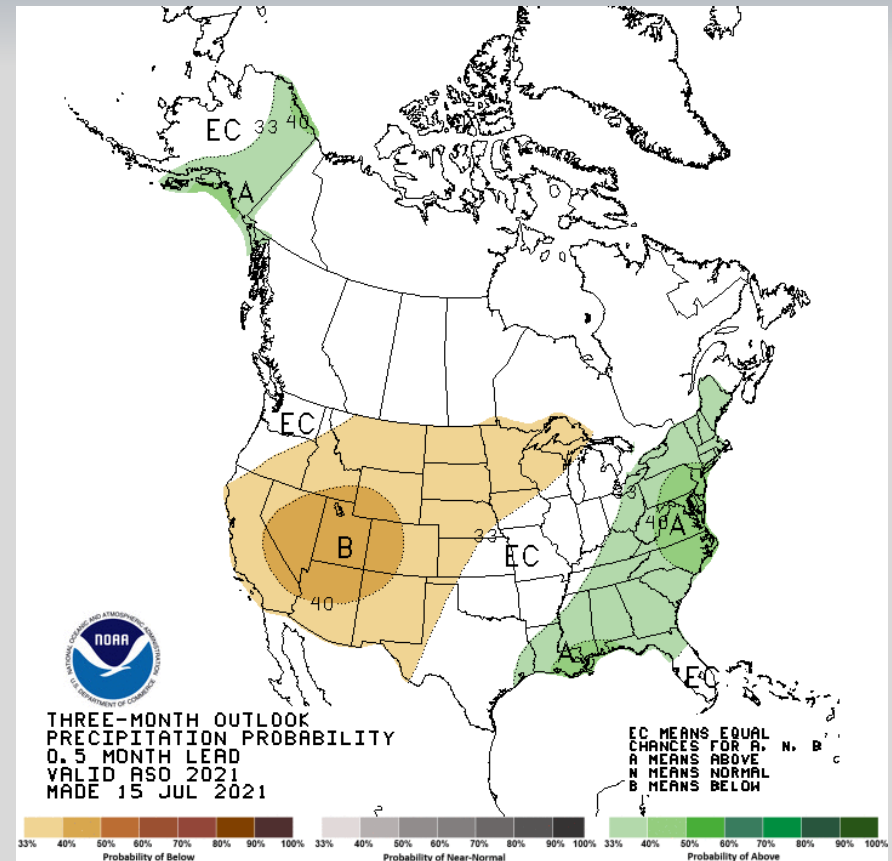 EC 33 40
A
EC
B
40
33
EC
33
40 A
A
EC
NATIONAL OCEANIC AND ATMOSPHERIC ADMINISTRATION
NOAA
U.S. DEPARTMENT OF COMMERCE
THREE-MONTH OUTLOOK
PRECIPITATION PROBABILITY
0.5 MONTH LEAD
VALID ASO 2021
MADE 15 JUL 2021
EC MEANS EQUAL
CHANCES FOR A, N, B
A MEANS ABOVE
N MEANS NORMAL
B MEANS BELOW
33% 40% 50% 60% 70% 80% 90% 100%
Probability of Below
33% 40% 50% 60% 70% 80% 90% 100%
Probability of Near-Normal
33% 40% 50% 60% 70% 80% 90% 100%
Probability of Above